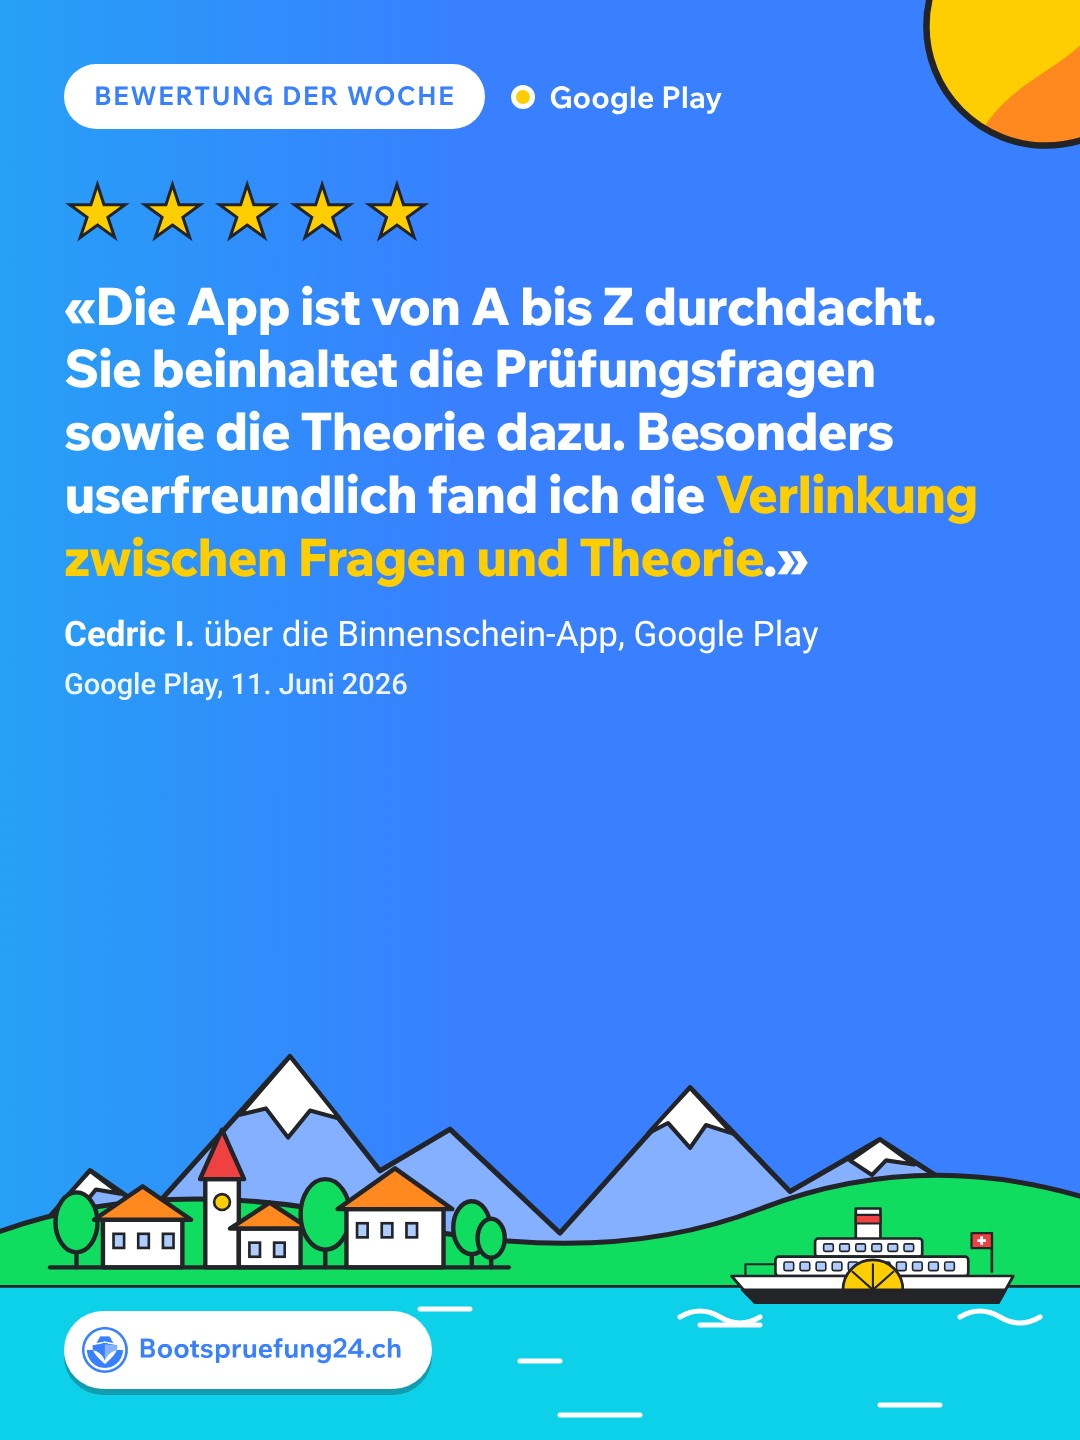 BEWERTUNG DER WOCHE
Google Play
«Die App ist von A bis Z durchdacht.
Sie beinhaltet die Prüfungsfragen
sowie die Theorie dazu. Besonders
userfreundlich fand ich die Verlinkung
zwischen Fragen und Theorie.»
Cedric I. über die Binnenschein-App, Google Play
Google Play, 11. Juni 2026
Bootspruefung24.ch